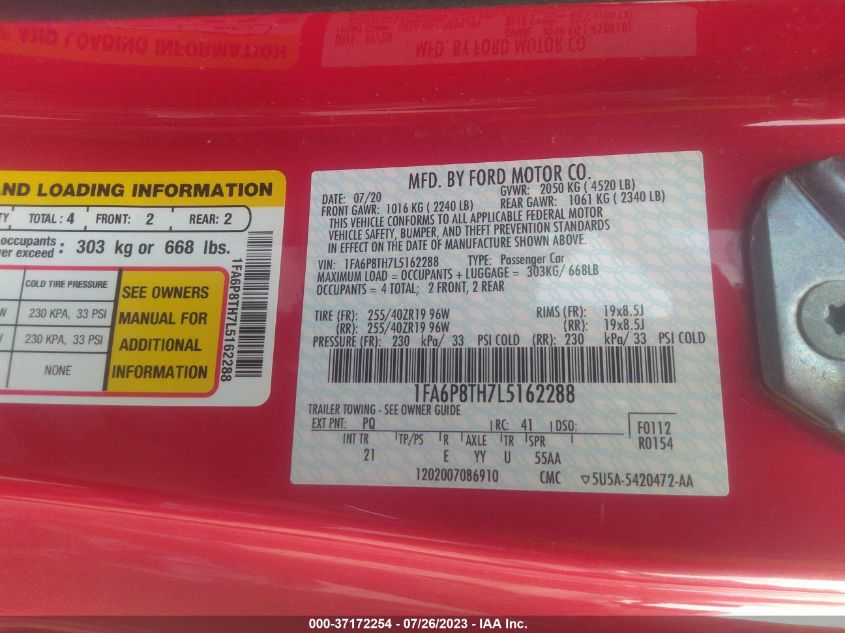 AND LOADING INFORMATION
TOTAL: 4 FRONT: 2 REAR: 2
occupants
exceed: 303 kg or 668 lbs.
COLD TIRE PRESSURE
230 KPA, 33 PSI
230 KPA, 33 PSI
NONE
SEE OWNERS
MANUAL FOR
ADDITIONAL
INFORMATION
1FA6P8TH7L5162288
MFD. BY FORD MOTOR CO.
DATE: 07/20 GVWR: 2050 KG ( 4520 LB)
FRONT GAWR: 1016 KG ( 2240 LB) REAR GAWR: 1061 KG ( 2340 LB)
THIS VEHICLE CONFORMS TO ALL APPLICABLE FEDERAL MOTOR
VEHICLE SAFETY, BUMPER, AND THEFT PREVENTION STANDARDS
IN EFFECT ON THE DATE OF MANUFACTURE SHOWN ABOVE.
VIN: 1FA6P8TH7L5162288 TYPE: Passenger Car
MAXIMUM LOAD = OCCUPANTS + LUGGAGE = 303KG/ 668LB
OCCUPANTS = 4 TOTAL; 2 FRONT, 2 REAR
TIRE (FR): 255/40ZR19 96W RIMS (FR): 19x8.5J
(RR): 255/40ZR19 96W (RR): 19x8.5J
PRESSURE (FR): 230 kPa/ 33 PSI COLD (RR): 230 kPa/ 33 PSI COLD
1FA6P8TH7L5162288
TRAILER TOWING - SEE OWNER GUIDE
EXT PNT: PQ RC: 41 DSO: F0112
R0154
INT TR TP/PS R AXLE TR SPR
21 E YY U 55AA
1202007086910 CMC 5U5A-5420472-AA
000-37172254 - 07/26/2023 - IAA Inc.